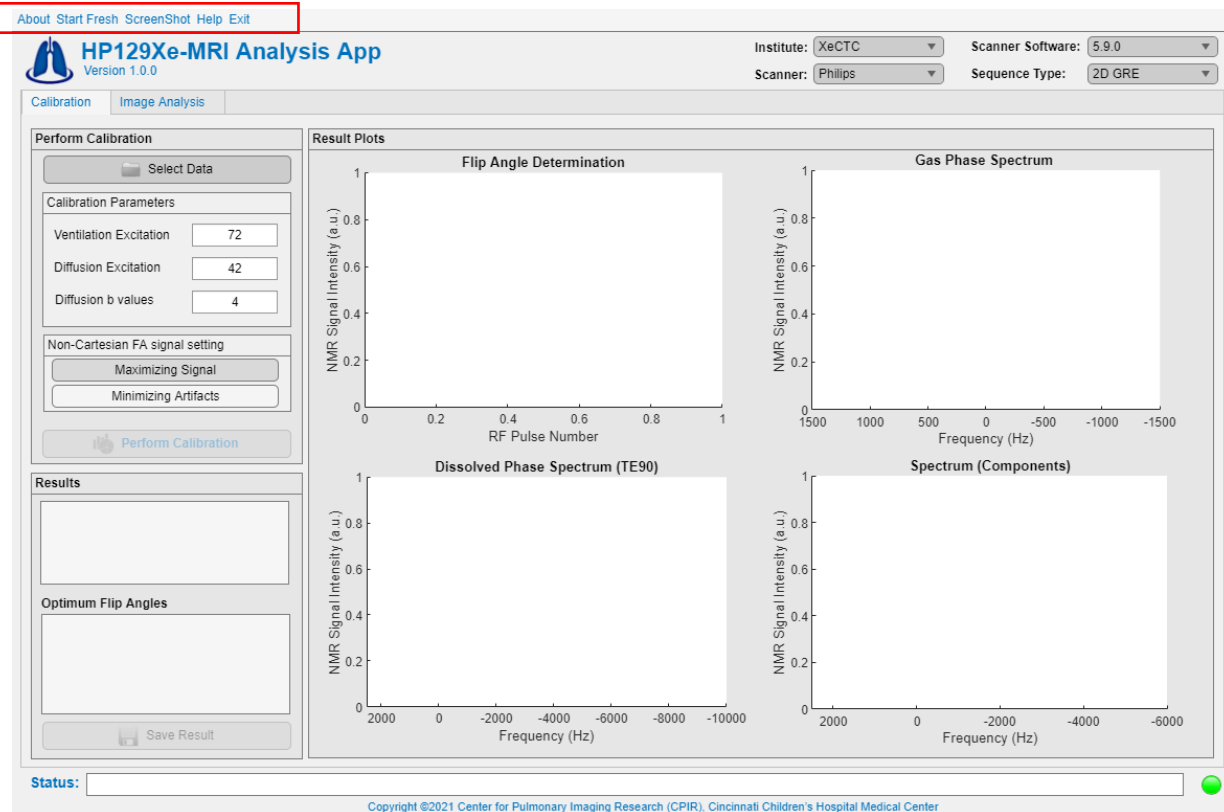 About Start Fresh ScreenShot Help Exit
HP129Xe-MRI Analysis App
Version 1.0.0
Institute: XeCTC
Scanner Software: 5.9.0
Scanner: Philips
Sequence Type: 2D GRE
Calibration
Image Analysis
Perform Calibration
Select Data
Calibration Parameters
Ventilation Excitation 72
Diffusion Excitation 42
Diffusion b values 4
Non-Cartesian FA signal setting
Maximizing Signal
Minimizing Artifacts
Perform Calibration
Results
Optimum Flip Angles
Save Result
Result Plots
Flip Angle Determination
NMR Signal Intensity (a.u.)
1
0.8
0.6
0.4
0.2
0
0 0.2 0.4 0.6 0.8 1
RF Pulse Number
Gas Phase Spectrum
NMR Signal Intensity (a.u.)
1
0.8
0.6
0.4
0.2
0
1500 1000 500 0 -500 -1000 -1500
Frequency (Hz)
Dissolved Phase Spectrum (TE90)
NMR Signal Intensity (a.u.)
1
0.8
0.6
0.4
0.2
0
2000 0 -2000 -4000 -6000 -8000 -10000
Frequency (Hz)
Spectrum (Components)
NMR Signal Intensity (a.u.)
1
0.8
0.6
0.4
0.2
0
2000 0 -2000 -4000 -6000
Frequency (Hz)
Status:
Copyright ©2021 Center for Pulmonary Imaging Research (CPIR), Cincinnati Children's Hospital Medical Center